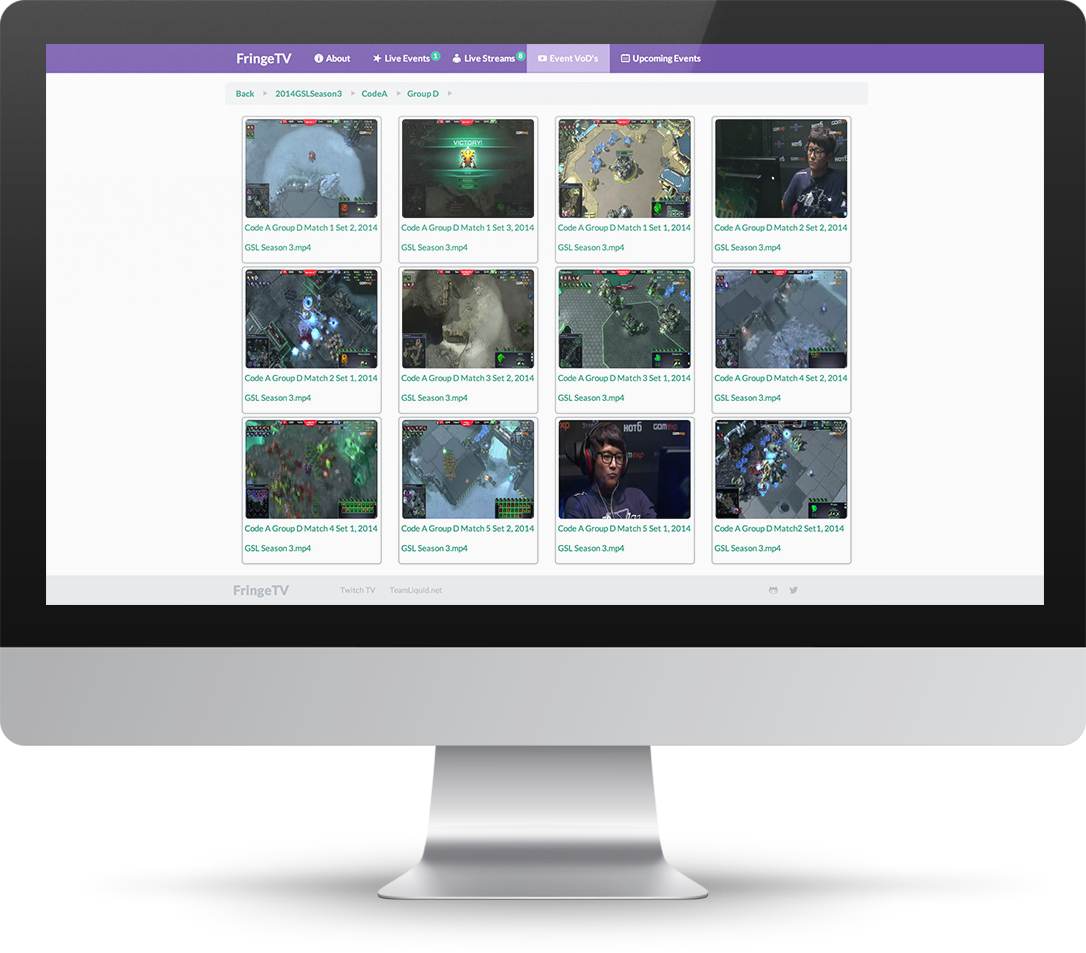 FringeTV About Live Events 1 Live Streams 8 Event VoD's Upcoming Events
Back 2014GSLSeason3 CodeA Group D
VICTORY!
HOT6
Code A Group D Match 1 Set 2, 2014
GSL Season 3.mp4
Code A Group D Match 1 Set 3, 2014
GSL Season 3.mp4
Code A Group D Match 1 Set 1, 2014
GSL Season 3.mp4
Code A Group D Match 2 Set 2, 2014
GSL Season 3.mp4
Code A Group D Match 2 Set 1, 2014
GSL Season 3.mp4
Code A Group D Match 3 Set 2, 2014
GSL Season 3.mp4
Code A Group D Match 3 Set 1, 2014
GSL Season 3.mp4
Code A Group D Match 4 Set 2, 2014
GSL Season 3.mp4
HOT6
GOMeXP
Code A Group D Match 4 Set 1, 2014
GSL Season 3.mp4
Code A Group D Match 5 Set 2, 2014
GSL Season 3.mp4
Code A Group D Match 5 Set 1, 2014
GSL Season 3.mp4
Code A Group D Match2 Set1, 2014
GSL Season 3.mp4
FringeTV Twitch TV TeamLiquid.net